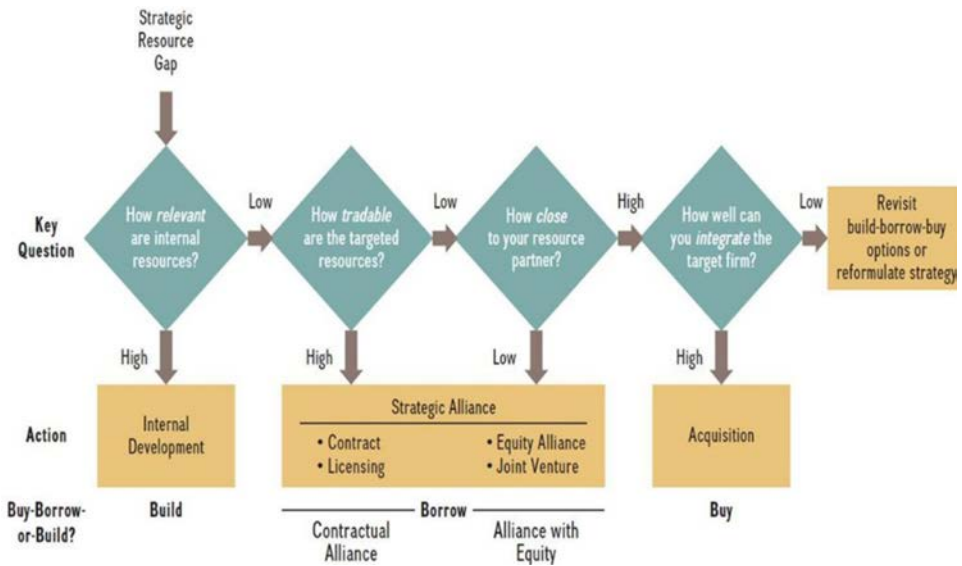 Strategic
Resource
Gap
Key
Question
How relevant
are internal
resources?
Low
How tradable
are the targeted
resources?
Low
How close
to your resource
partner?
High
How well can
you integrate the
target firm?
Low
Revisit
build-borrow-buy
options or
reformulate strategy
High
High
Low
High
Action
Internal
Development
Strategic Alliance
• Contract
• Licensing
• Equity Alliance
• Joint Venture
Acquisition
Buy-Borrow-
or-Build?
Build
Borrow
Buy
Contractual
Alliance
Alliance with
Equity